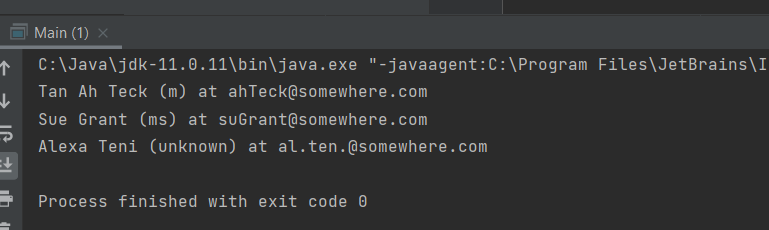 Main (1)
C:\Java\jdk-11.0.11\bin\java.exe "-javaagent:C:\Program Files\JetBrains\I
Tan Ah Teck (m) at ahTeck@somewhere.com
Sue Grant (ms) at suGrant@somewhere.com
Alexa Teni (unknown) at al.ten.@somewhere.com
Process finished with exit code 0